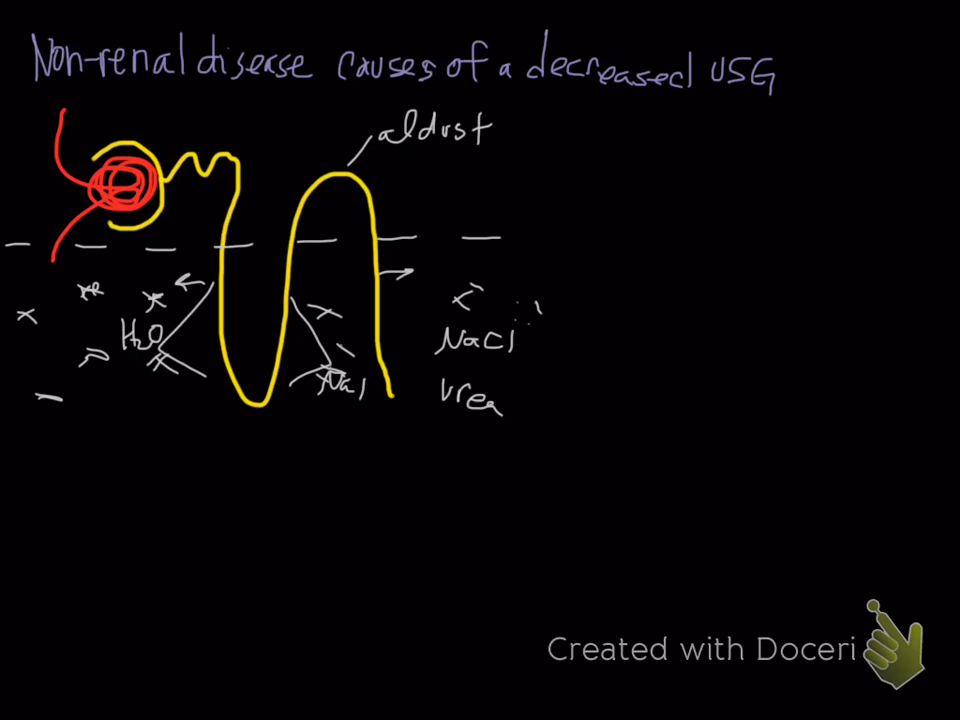 Non-renal disease causes of a decreased USG
aldost
H2O
NaCl
NaCl
Urea
Created with Doceri